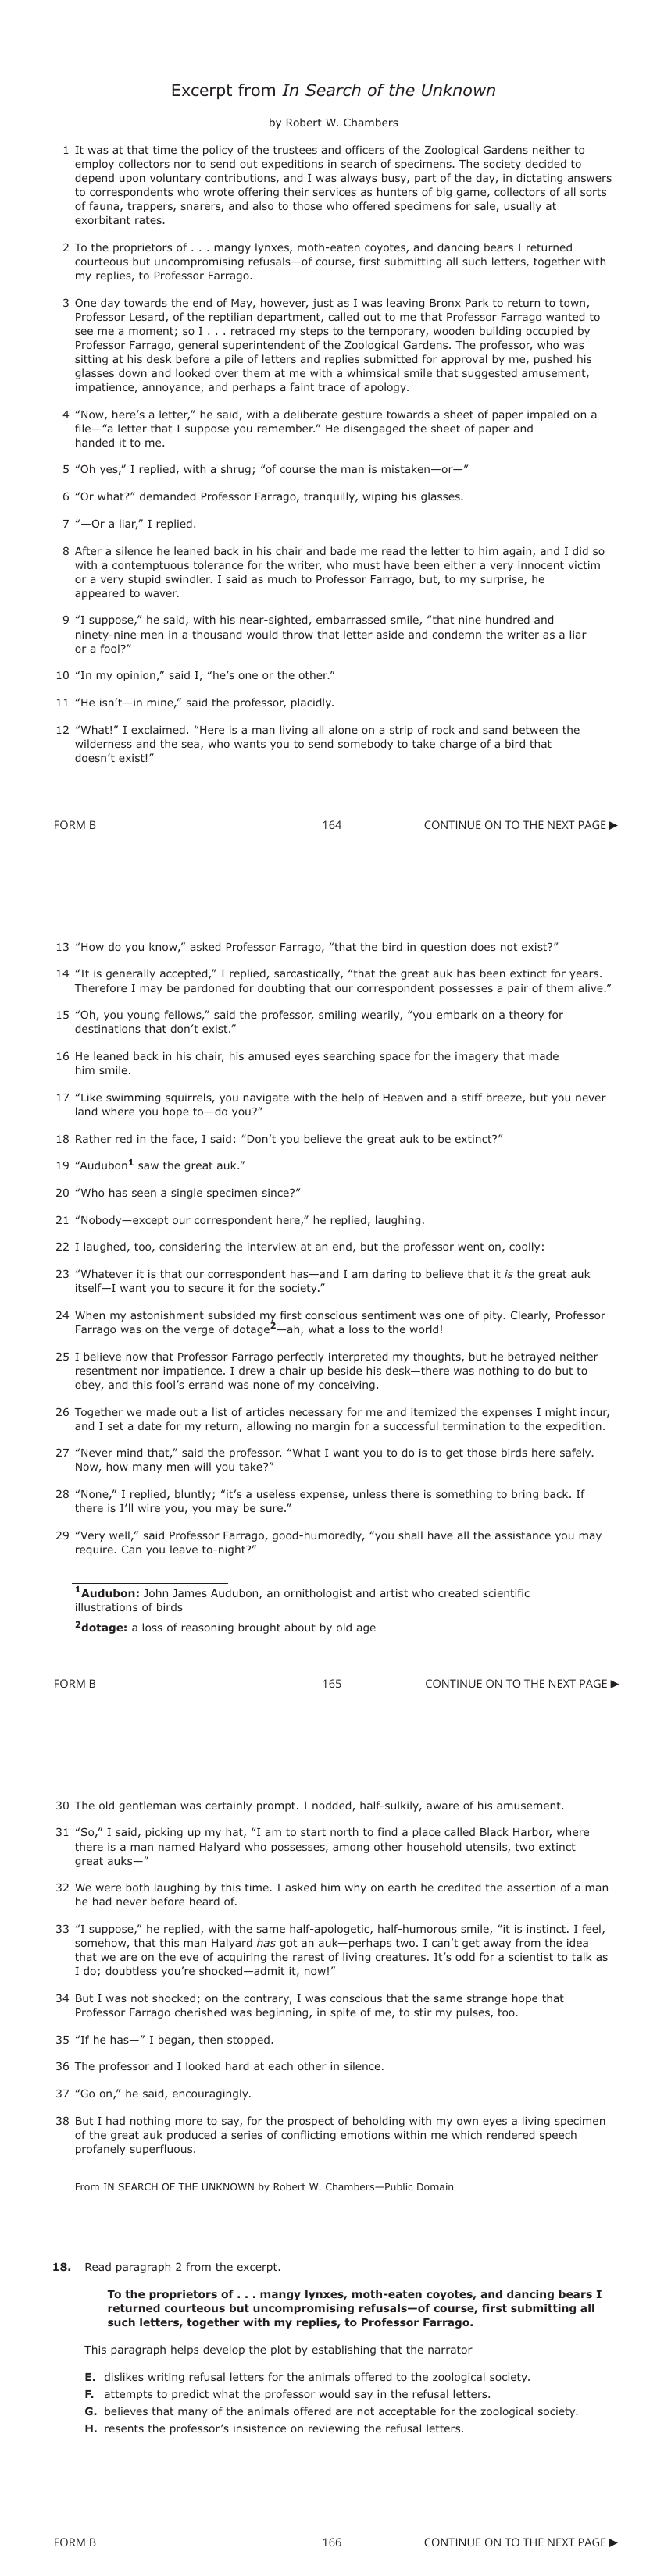 Excerpt from In Search of the Unknown
by Robert W. Chambers
1 It was at that time the policy of the trustees and officers of the Zoological Gardens neither to
employ collectors nor to send out expeditions in search of specimens. The society decided to
depend upon voluntary contributions, and I was always busy, part of the day, in dictating answers
to correspondents who wrote offering their services as hunters of big game, collectors of all sorts
of fauna, trappers, snarers, and also to those who offered specimens for sale, usually at
exorbitant rates.
2 To the proprietors of . . . mangy lynxes, moth-eaten coyotes, and dancing bears I returned
courteous but uncompromising refusals—of course, first submitting all such letters, together with
my replies, to Professor Farrago.
3 One day towards the end of May, however, just as I was leaving Bronx Park to return to town,
Professor Lesard, of the reptilian department, called out to me that Professor Farrago wanted to
see me a moment; so I . . . retraced my steps to the temporary, wooden building occupied by
Professor Farrago, general superintendent of the Zoological Gardens. The professor, who was
sitting at his desk before a pile of letters and replies submitted for approval by me, pushed his
glasses down and looked over them at me with a whimsical smile that suggested amusement,
impatience, annoyance, and perhaps a faint trace of apology.
4 “Now, here’s a letter,” he said, with a deliberate gesture towards a sheet of paper impaled on a
file—“a letter that I suppose you remember.” He disengaged the sheet of paper and
handed it to me.
5 “Oh yes,” I replied, with a shrug; “of course the man is mistaken—or—”
6 “Or what?” demanded Professor Farrago, tranquilly, wiping his glasses.
7 “—Or a liar,” I replied.
8 After a silence he leaned back in his chair and bade me read the letter to him again, and I did so
with a contemptuous tolerance for the writer, who must have been either a very innocent victim
or a very stupid swindler. I said as much to Professor Farrago, but, to my surprise, he
appeared to waver.
9 “I suppose,” he said, with his near-sighted, embarrassed smile, “that nine hundred and
ninety-nine men in a thousand would throw that letter aside and condemn the writer as a liar
or a fool?”
10 “In my opinion,” said I, “he’s one or the other.”
11 “He isn’t—in mine,” said the professor, placidly.
12 “What!” I exclaimed. “Here is a man living all alone on a strip of rock and sand between the
wilderness and the sea, who wants you to send somebody to take charge of a bird that
doesn’t exist!”
FORM B 164 CONTINUE ON TO THE NEXT PAGE ▶
13 “How do you know,” asked Professor Farrago, “that the bird in question does not exist?”
14 “It is generally accepted,” I replied, sarcastically, “that the great auk has been extinct for years.
Therefore I may be pardoned for doubting that our correspondent possesses a pair of them alive.”
15 “Oh, you young fellows,” said the professor, smiling wearily, “you embark on a theory for
destinations that don’t exist.”
16 He leaned back in his chair, his amused eyes searching space for the imagery that made
him smile.
17 “Like swimming squirrels, you navigate with the help of Heaven and a stiff breeze, but you never
land where you hope to—do you?”
18 Rather red in the face, I said: “Don’t you believe the great auk to be extinct?”
19 “Audubon1 saw the great auk.”
20 “Who has seen a single specimen since?”
21 “Nobody—except our correspondent here,” he replied, laughing.
22 I laughed, too, considering the interview at an end, but the professor went on, coolly:
23 “Whatever it is that our correspondent has—and I am daring to believe that it is the great auk
itself—I want you to secure it for the society.”
24 When my astonishment subsided my first conscious sentiment was one of pity. Clearly, Professor
Farrago was on the verge of dotage2—ah, what a loss to the world!
25 I believe now that Professor Farrago perfectly interpreted my thoughts, but he betrayed neither
resentment nor impatience. I drew a chair up beside his desk—there was nothing to do but to
obey, and this fool’s errand was none of my conceiving.
26 Together we made out a list of articles necessary for me and itemized the expenses I might incur,
and I set a date for my return, allowing no margin for a successful termination to the expedition.
27 “Never mind that,” said the professor. “What I want you to do is to get those birds here safely.
Now, how many men will you take?”
28 “None,” I replied, bluntly; “it’s a useless expense, unless there is something to bring back. If
there is I’ll wire you, you may be sure.”
29 “Very well,” said Professor Farrago, good-humoredly, “you shall have all the assistance you may
require. Can you leave to-night?”
1Audubon: John James Audubon, an ornithologist and artist who created scientific
illustrations of birds
2dotage: a loss of reasoning brought about by old age
FORM B 165 CONTINUE ON TO THE NEXT PAGE ▶
30 The old gentleman was certainly prompt. I nodded, half-sulkily, aware of his amusement.
31 “So,” I said, picking up my hat, “I am to start north to find a place called Black Harbor, where
there is a man named Halyard who possesses, among other household utensils, two extinct
great auks—”
32 We were both laughing by this time. I asked him why on earth he credited the assertion of a man
he had never before heard of.
33 “I suppose,” he replied, with the same half-apologetic, half-humorous smile, “it is instinct. I feel,
somehow, that this man Halyard has got an auk—perhaps two. I can’t get away from the idea
that we are on the eve of acquiring the rarest of living creatures. It’s odd for a scientist to talk as
I do; doubtless you’re shocked—admit it, now!”
34 But I was not shocked; on the contrary, I was conscious that the same strange hope that
Professor Farrago cherished was beginning, in spite of me, to stir my pulses, too.
35 “If he has—” I began, then stopped.
36 The professor and I looked hard at each other in silence.
37 “Go on,” he said, encouragingly.
38 But I had nothing more to say, for the prospect of beholding with my own eyes a living specimen
of the great auk produced a series of conflicting emotions within me which rendered speech
profanely superfluous.
From IN SEARCH OF THE UNKNOWN by Robert W. Chambers—Public Domain
18. Read paragraph 2 from the excerpt.
To the proprietors of . . . mangy lynxes, moth-eaten coyotes, and dancing bears I
returned courteous but uncompromising refusals—of course, first submitting all
such letters, together with my replies, to Professor Farrago.
This paragraph helps develop the plot by establishing that the narrator
E. dislikes writing refusal letters for the animals offered to the zoological society.
F. attempts to predict what the professor would say in the refusal letters.
G. believes that many of the animals offered are not acceptable for the zoological society.
H. resents the professor’s insistence on reviewing the refusal letters.
FORM B 166 CONTINUE ON TO THE NEXT PAGE ▶